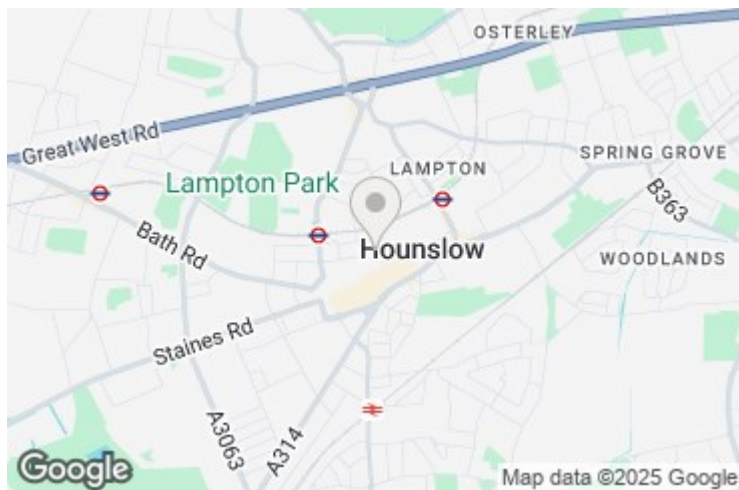 OSTERLEY
Great West Rd
LAMPTON
SPRING GROVE
Lampton Park
B363
Bath Rd
Hounslow
WOODLANDS
Staines Rd
A3063
A314
Google
Map data ©2025 Google